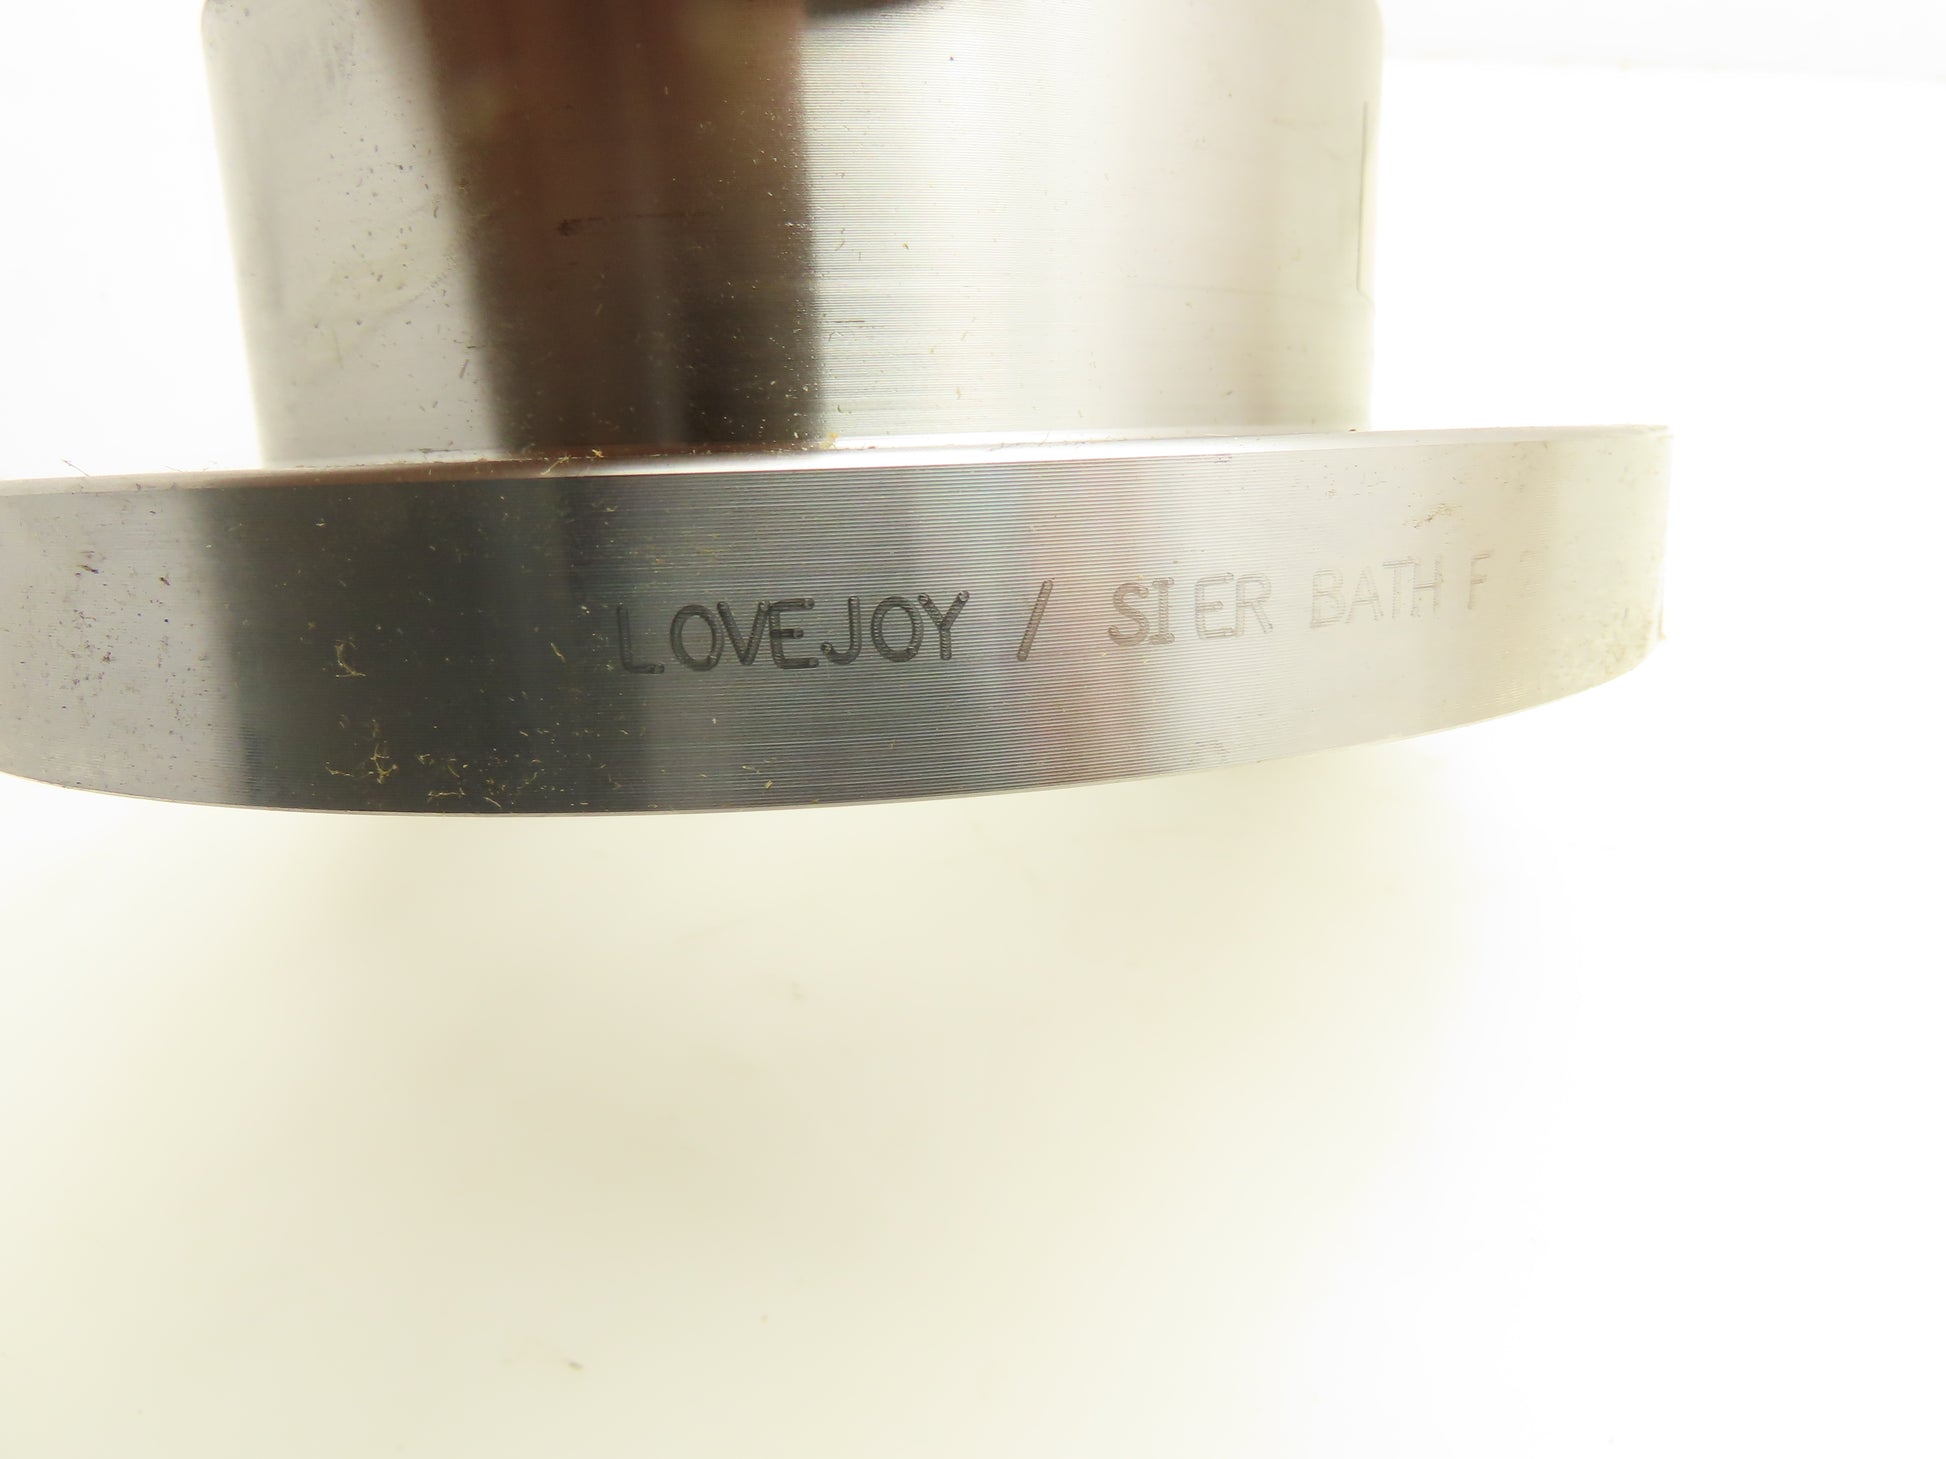 LOVEJOY / SIER BATH F